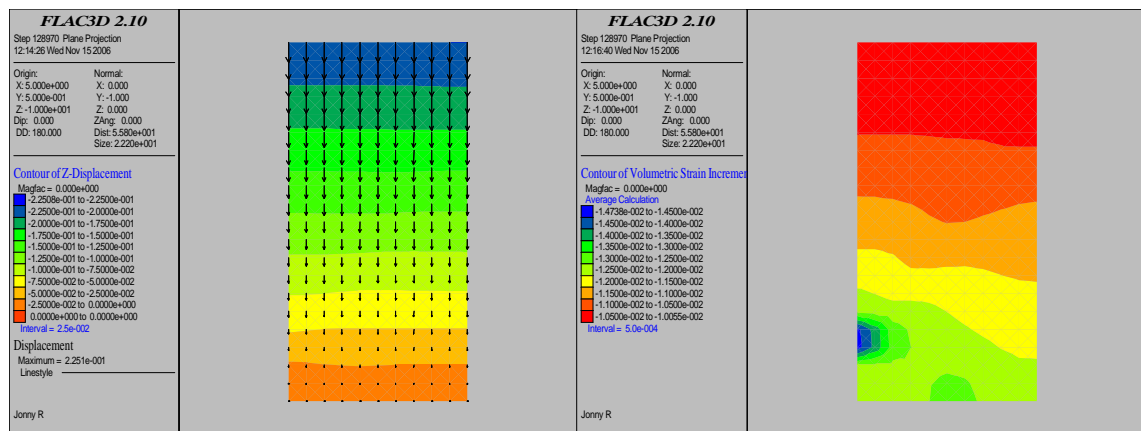 FLAC3D 2.10
Step 128970 Plane Projection
12:14:26 Wed Nov 15 2006
Origin: Normal:
X: 5.000e+000 X: 0.000
Y: 5.000e-001 Y: -1.000
Z: -1.000e+001 Z: 0.000
Dip: 0.000 ZAng: 0.000
DD: 180.000 Dist: 5.580e+001
Size: 2.220e+001
Contour of Z-Displacement
Magfac = 0.000e+000
-2.2508e-001 to -2.2500e-001
-2.2500e-001 to -2.0000e-001
-2.0000e-001 to -1.7500e-001
-1.7500e-001 to -1.5000e-001
-1.5000e-001 to -1.2500e-001
-1.2500e-001 to -1.0000e-001
-1.0000e-001 to -7.5000e-002
-7.5000e-002 to -5.0000e-002
-5.0000e-002 to -2.5000e-002
-2.5000e-002 to 0.0000e+000
0.0000e+000 to 0.0000e+000
Interval = 2.5e-002
Displacement
Maximum = 2.251e-001
Linestyle
Jonny R
FLAC3D 2.10
Step 128970 Plane Projection
12:16:40 Wed Nov 15 2006
Origin: Normal:
X: 5.000e+000 X: 0.000
Y: 5.000e-001 Y: -1.000
Z: -1.000e+001 Z: 0.000
Dip: 0.000 ZAng: 0.000
DD: 180.000 Dist: 5.580e+001
Size: 2.220e+001
Contour of Volumetric Strain Incremen
Magfac = 0.000e+000
Average Calculation
-1.4738e-002 to -1.4500e-002
-1.4500e-002 to -1.4000e-002
-1.4000e-002 to -1.3500e-002
-1.3500e-002 to -1.3000e-002
-1.3000e-002 to -1.2500e-002
-1.2500e-002 to -1.2000e-002
-1.2000e-002 to -1.1500e-002
-1.1500e-002 to -1.1000e-002
-1.1000e-002 to -1.0500e-002
-1.0500e-002 to -1.0055e-002
Interval = 5.0e-004
Jonny R